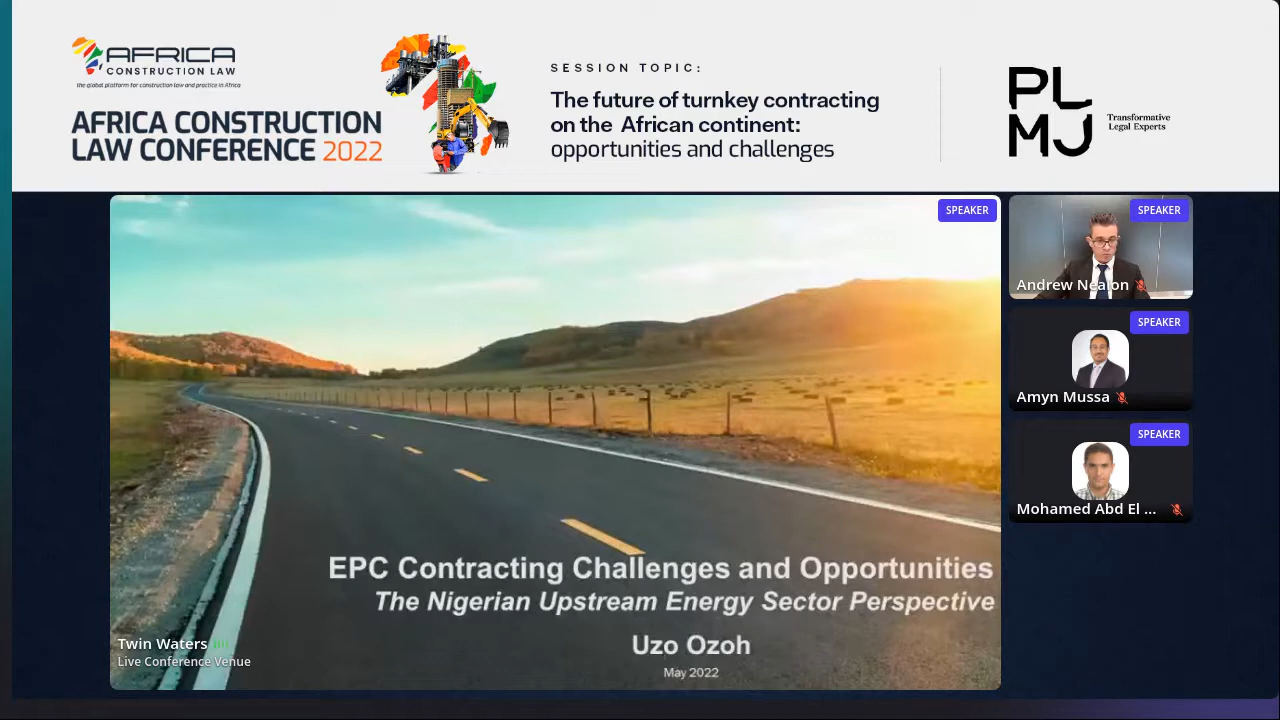 AFRICA
CONSTRUCTION LAW
The global platform for construction law and practice in Africa
AFRICA CONSTRUCTION
LAW CONFERENCE 2022
SESSION TOPIC:
The future of turnkey contracting
on the African continent:
opportunities and challenges
PL
MJ
Transformative
Legal Experts
SPEAKER
EPC Contracting Challenges and Opportunities
The Nigerian Upstream Energy Sector Perspective
Uzo Ozoh
May 2022
Twin Waters
Live Conference Venue
SPEAKER
Andrew Nealon
SPEAKER
Amyn Mussa
SPEAKER
Mohamed Abd El ...